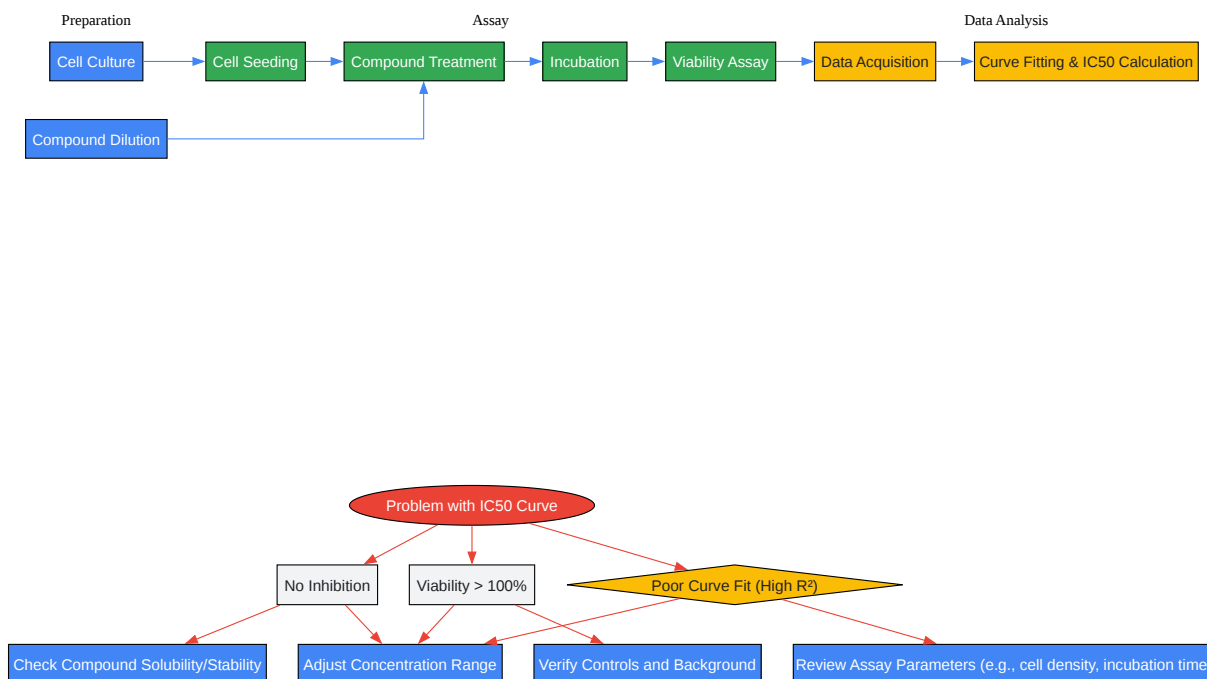 Preparation
Assay
Data Analysis
Cell Culture
Cell Seeding
Compound Treatment
Incubation
Viability Assay
Data Acquisition
Curve Fitting & IC50 Calculation
Compound Dilution
Problem with IC50 Curve
No Inhibition
Viability > 100%
Poor Curve Fit (High R²)
Check Compound Solubility/Stability
Adjust Concentration Range
Verify Controls and Background
Review Assay Parameters (e.g., cell density, incubation time